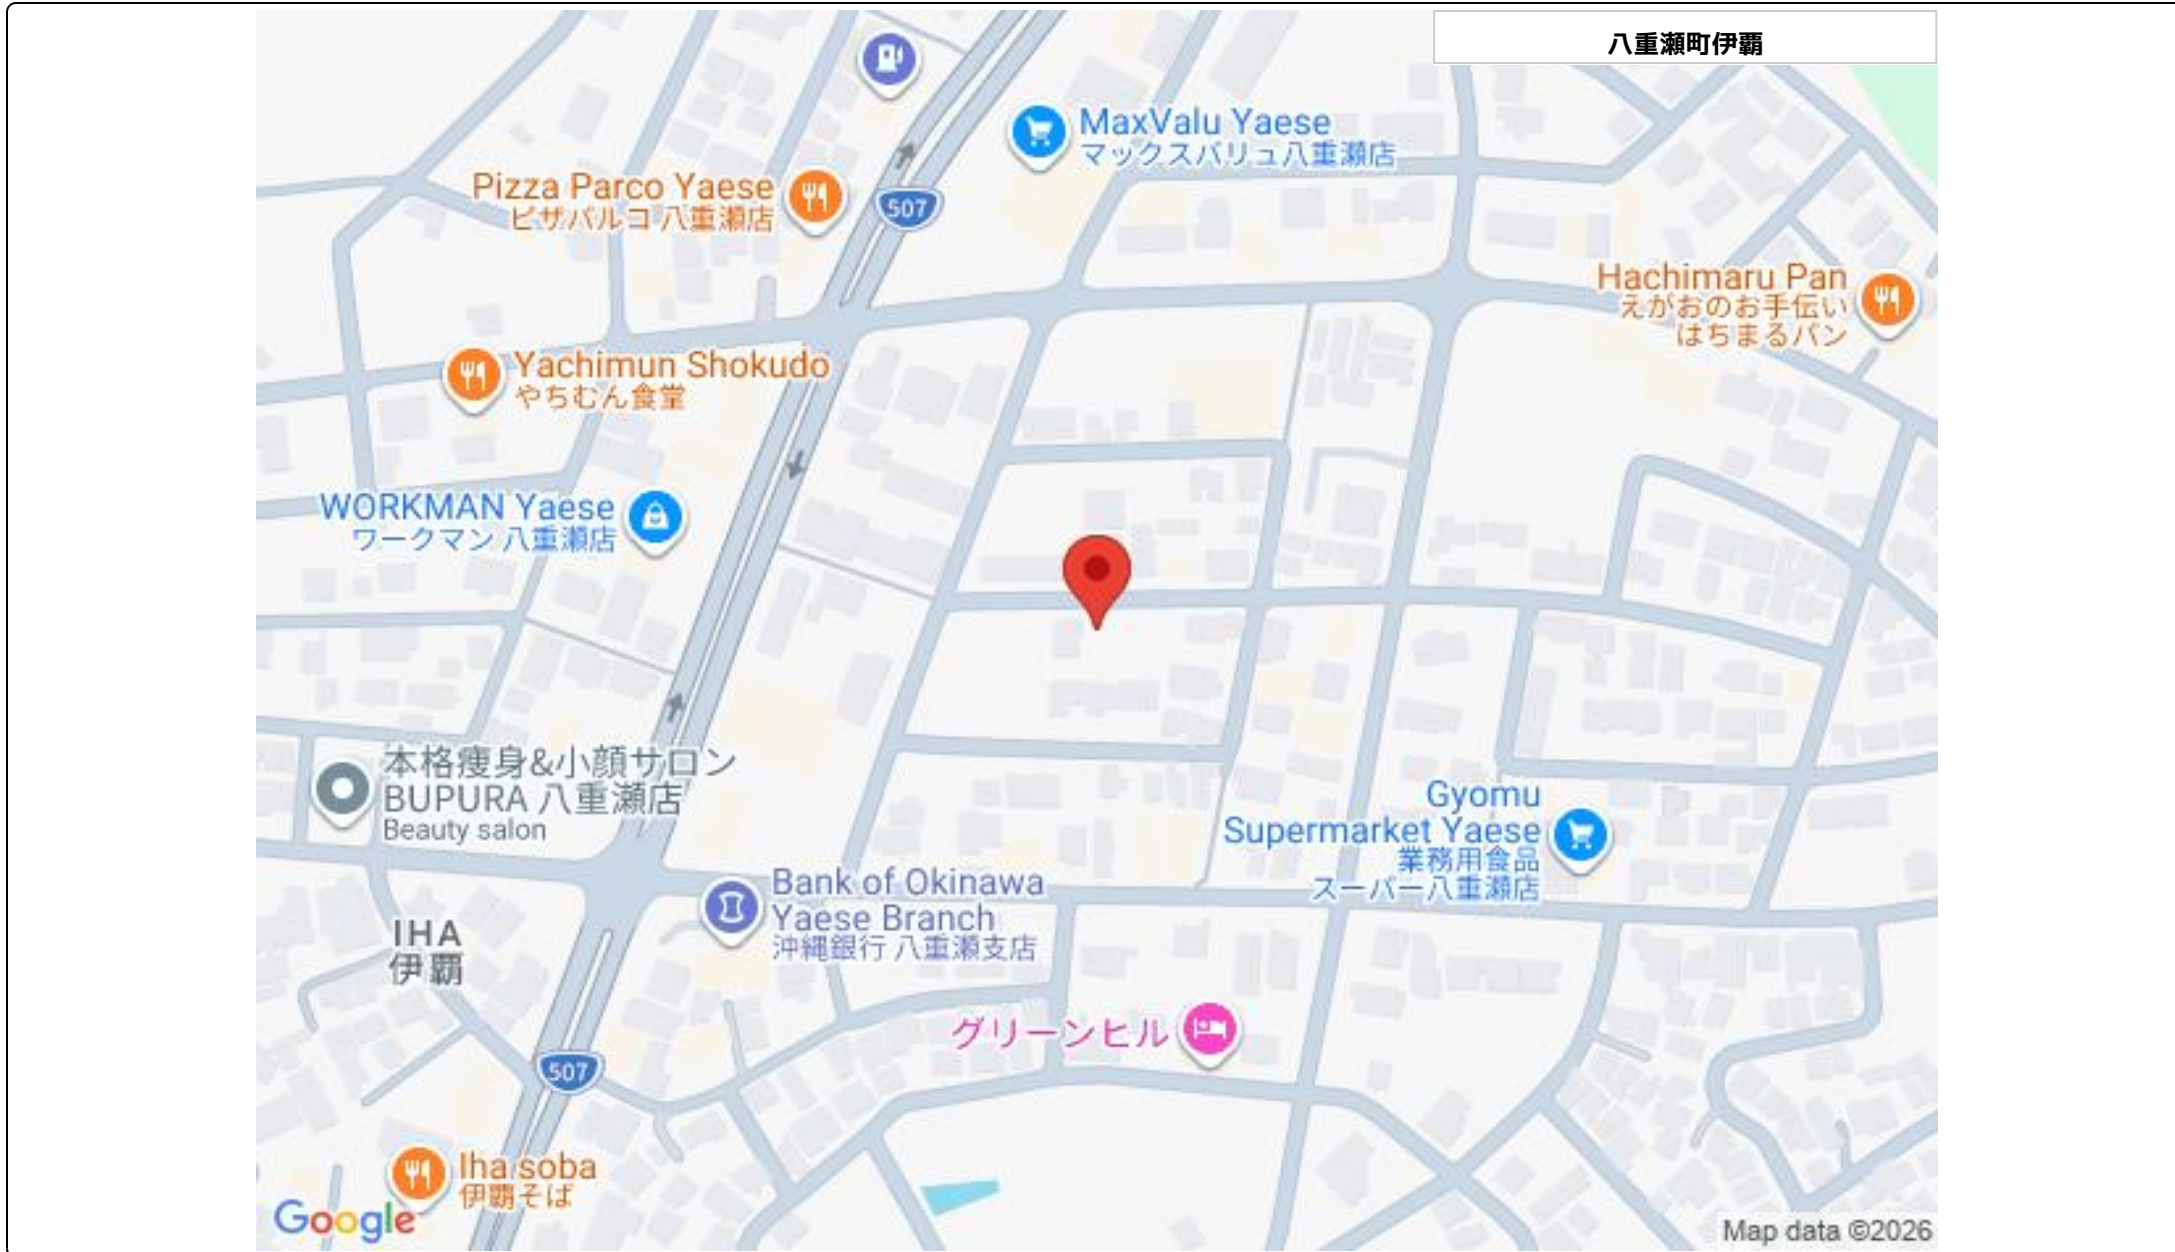 八重瀬町伊覇
MaxValu Yaese
マックスバリュ八重瀬店
Pizza Parco Yaese
ピザパルコ 八重瀬店
507
Hachimaru Pan
えがおのお手伝い
はちまるパン
Yachimun Shokudo
やちむん食堂
WORKMAN Yaese
ワークマン 八重瀬店
本格痩身&小顔サロン
BUPURA 八重瀬店
Beauty salon
Gyomu
Supermarket Yaese
業務用食品
スーパー八重瀬店
Bank of Okinawa
Yaese Branch
沖縄銀行 八重瀬支店
IHA
伊覇
グリーンヒル
507
Iha soba
伊覇そば
Google
Map data ©2026